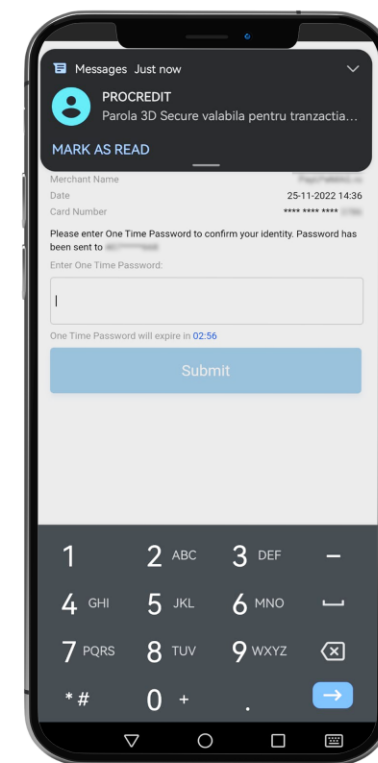 Messages Just now
PROCREDIT
Parola 3D Secure valabila pentru tranzactia...
MARK AS READ
Merchant Name
Date 25-11-2022 14:36
Card Number **** **** ****
Please enter One Time Password to confirm your identity. Password has
been sent to
Enter One Time Password:
One Time Password will expire in 02:56
Submit
1 2 ABC 3 DEF –
4 GHI 5 JKL 6 MNO
7 PQRS 8 TUV 9 WXYZ
*# 0 + .